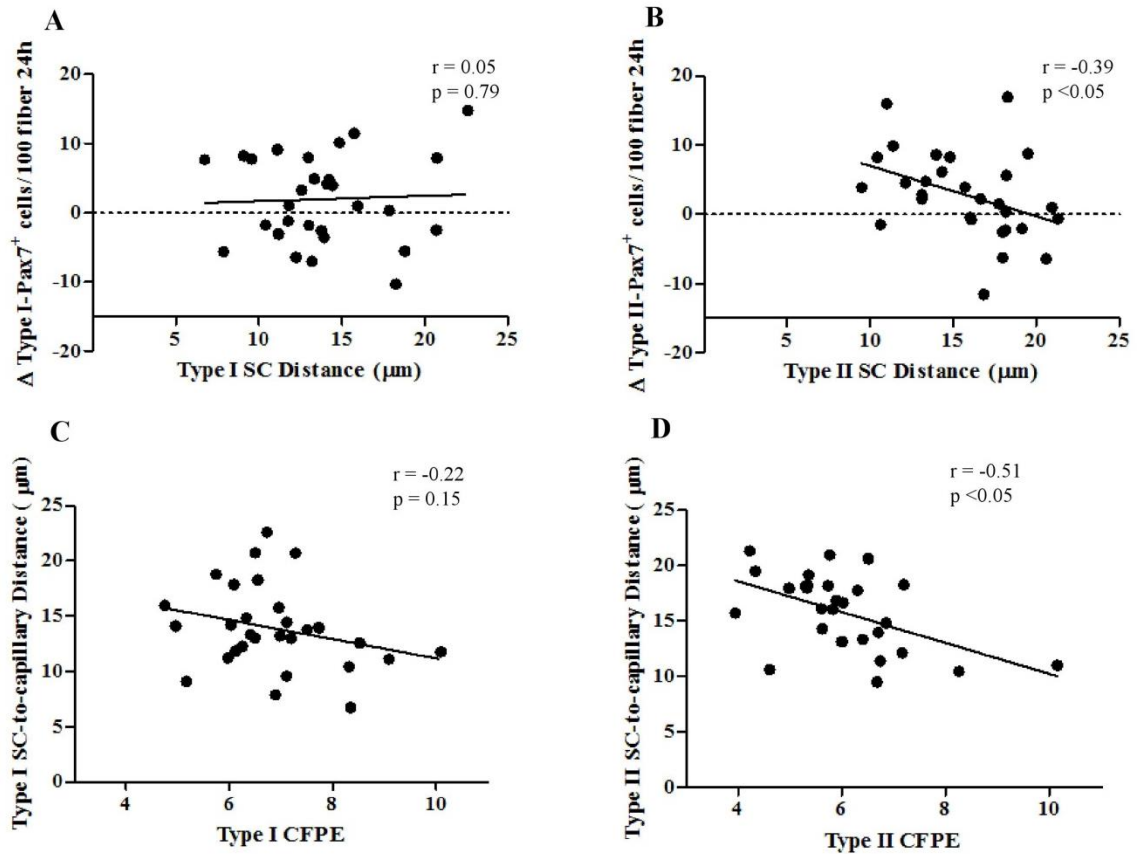 A
Δ Type I-Pax7⁺ cells/100 fiber 24h
r = 0.05
p = 0.79
20
10
0
-10
-20
5 10 15 20 25
Type I SC Distance (µm)
B
Δ Type II-Pax7⁺ cells/100 fiber 24h
r = -0.39
p <0.05
20
10
0
-10
-20
5 10 15 20 25
Type II SC Distance (µm)
C
Type I SC-to-capillary Distance ( µm)
r = -0.22
p = 0.15
25
20
15
10
5
0
4 6 8 10
Type I CFPE
D
Type II SC-to-capillary Distance ( µm)
r = -0.51
p <0.05
25
20
15
10
5
0
4 6 8 10
Type II CFPE